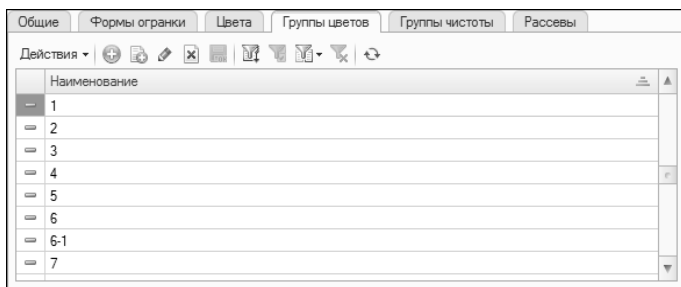 Общие Формы огранки Цвета Группы цветов Группы чистоты Рассевы
Действия
Наименование
1
2
3
4
5
6
6-1
7